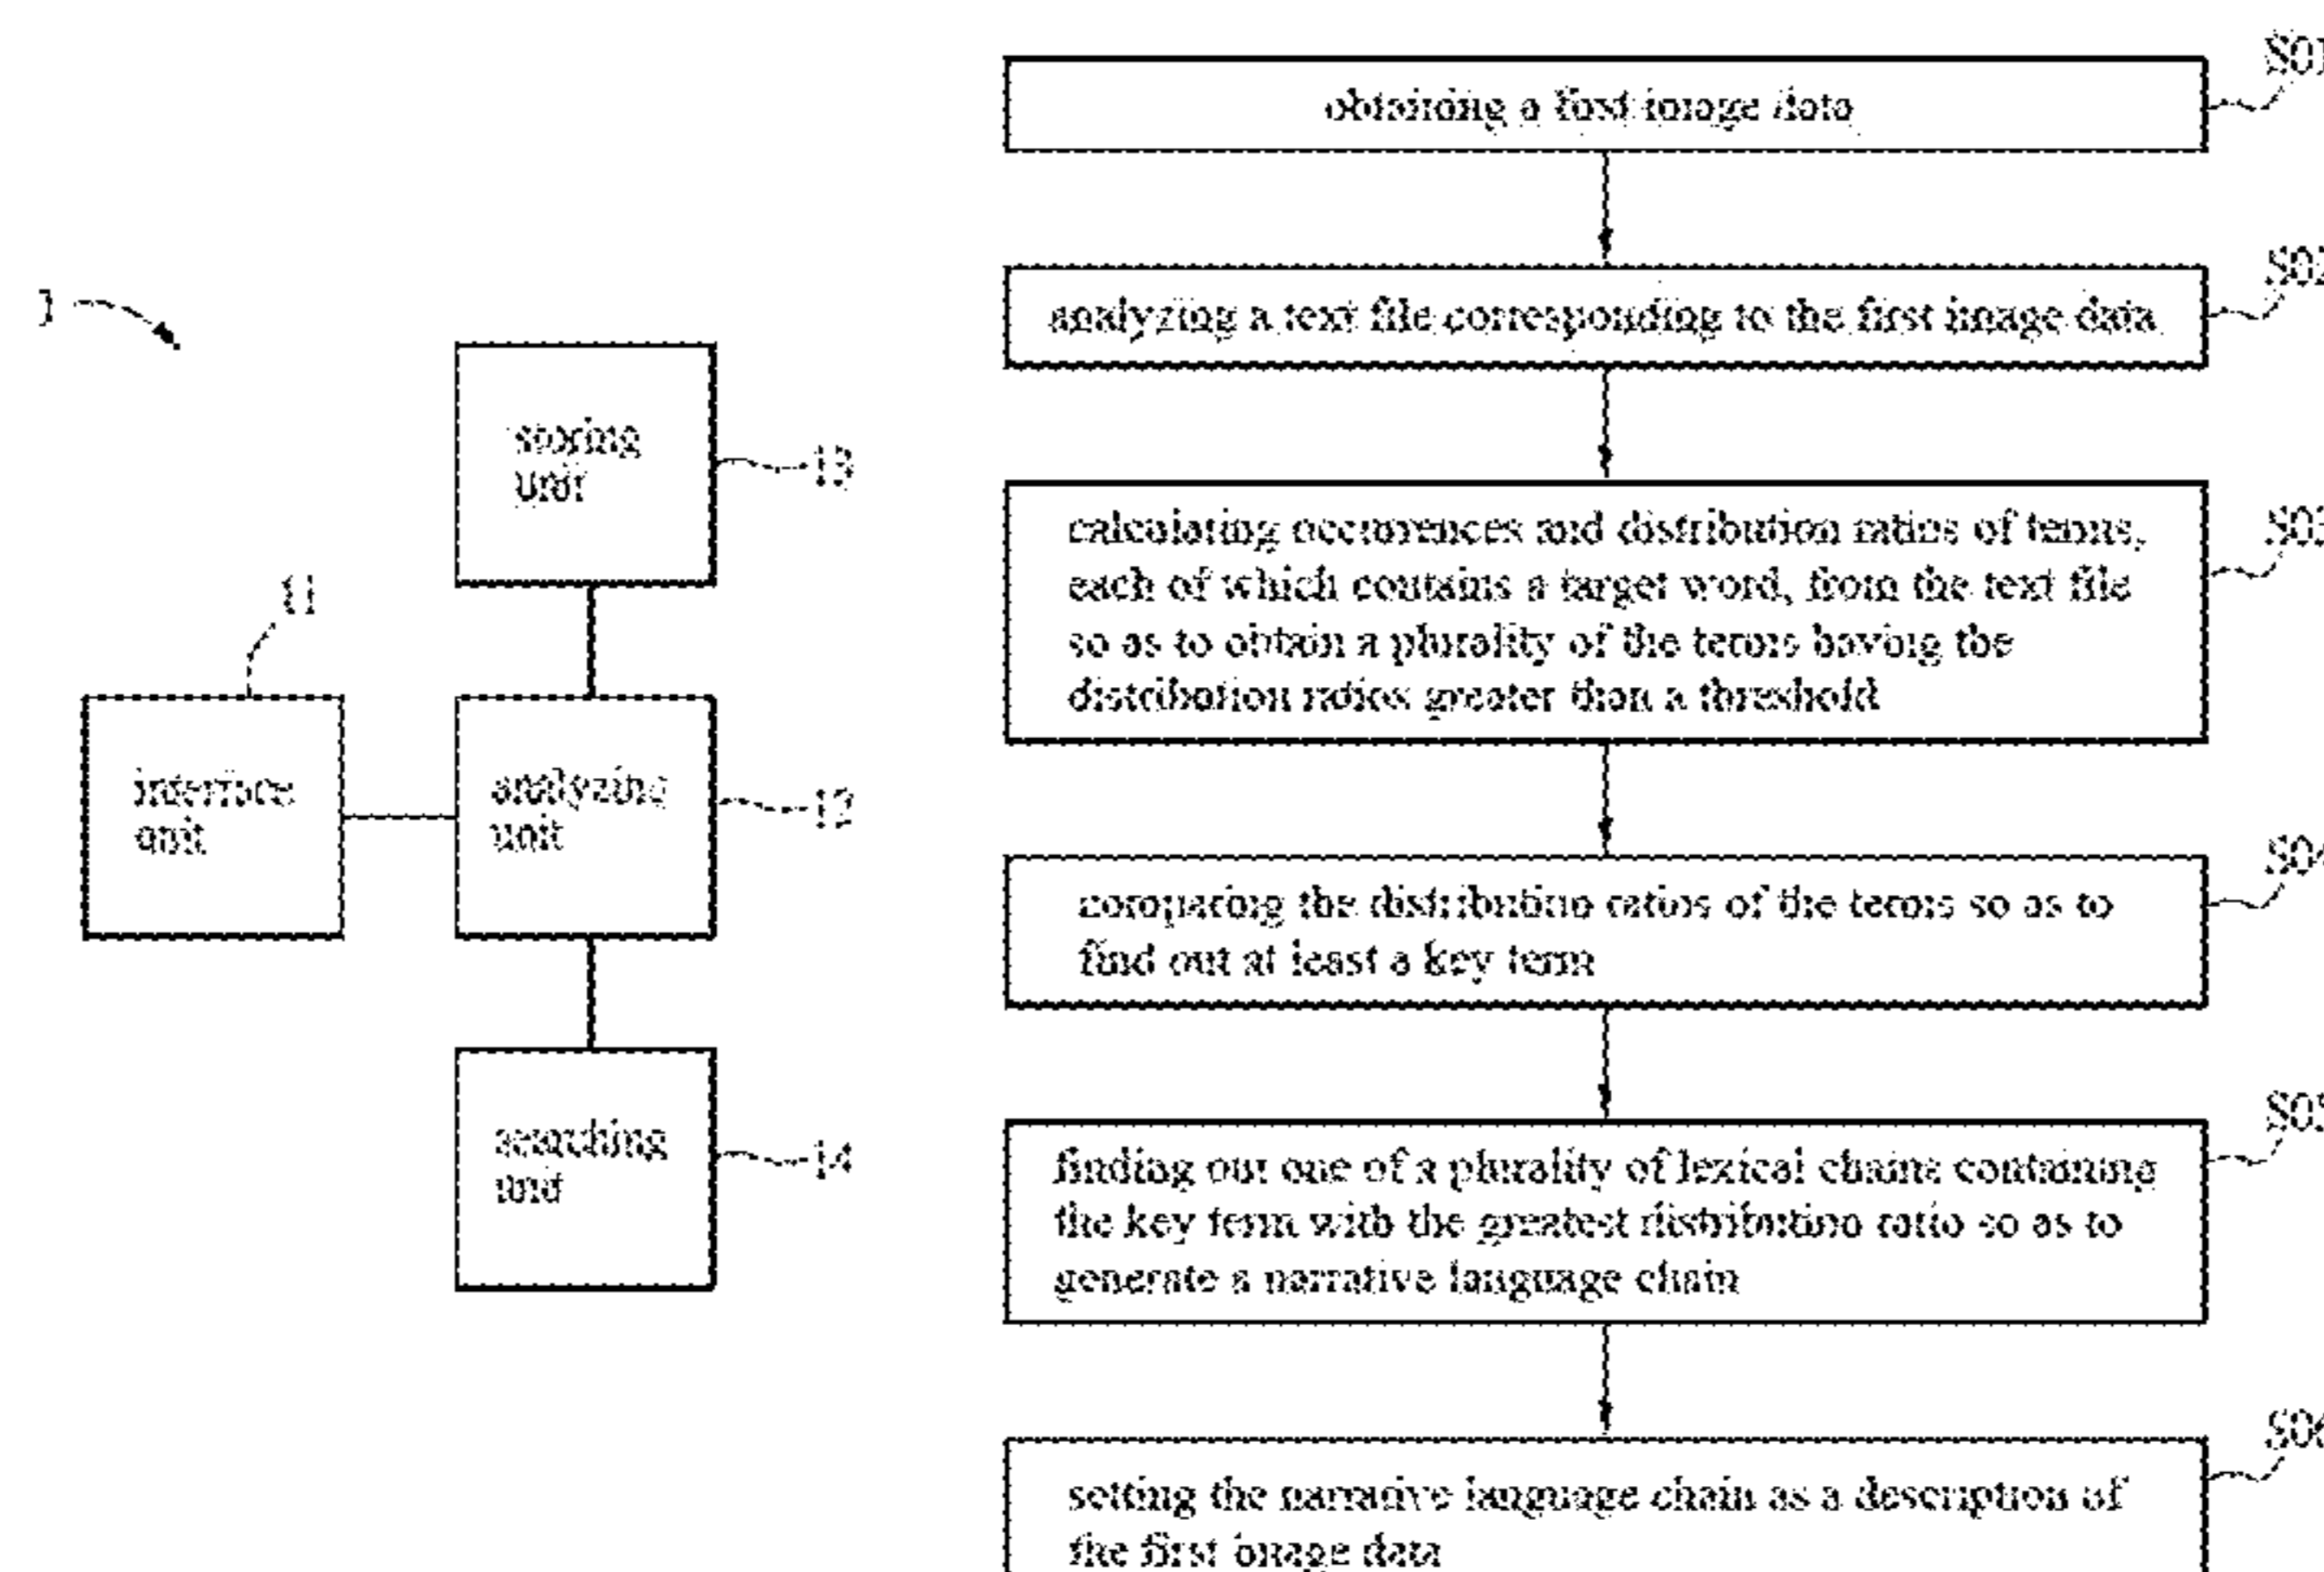 1
storing
unit
13
11
interface
unit
analyzing
unit
12
searching
unit
14
obtaining a first image data
S01
analyzing a text file corresponding to the first image data
S02
calculating occurrences and distribution ratios of terms,
each of which contains a target word, from the text file
so as to obtain a plurality of the terms having the
distribution ratios greater than a threshold
S03
comparing the distribution ratios of the terms so as to
find out at least a key term
S04
finding out one of a plurality of lexical chains containing
the key term with the greatest distribution ratio so as to
generate a narrative language chain
S05
setting the narrative language chain as a description of
the first image data
S06